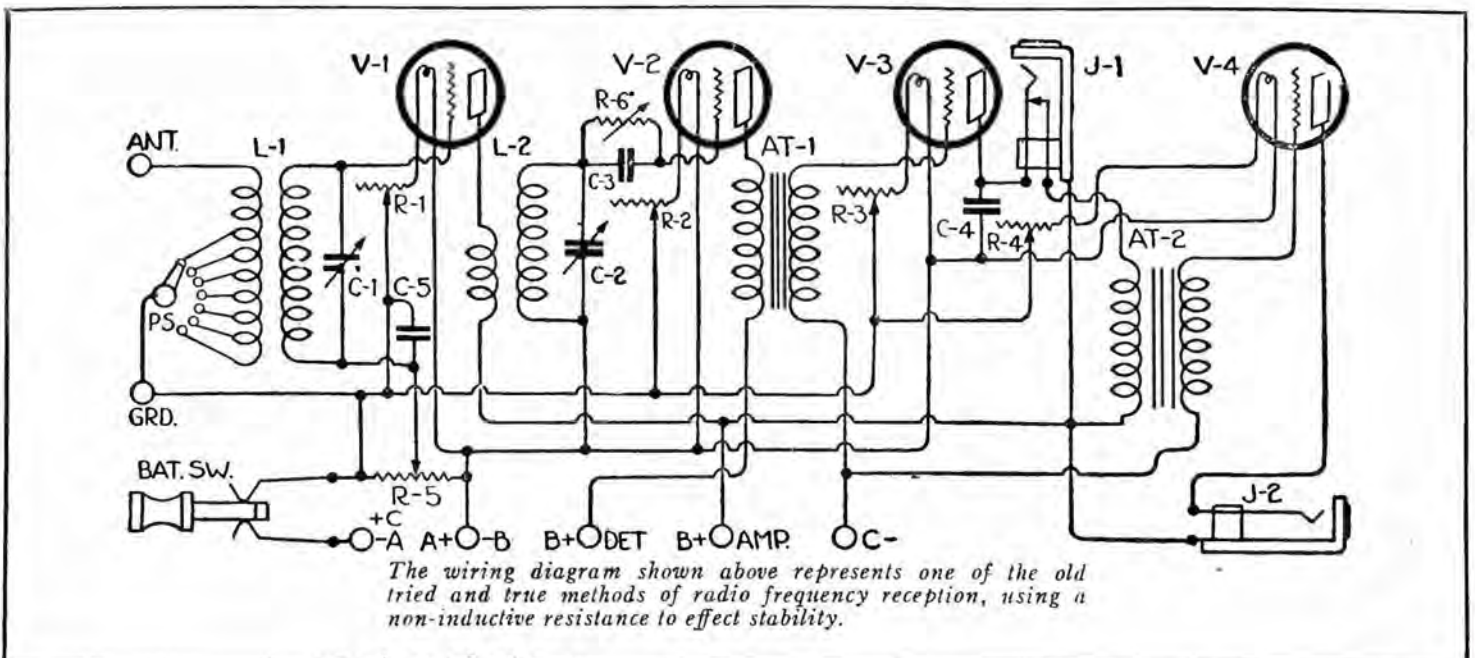 V-1 V-2 V-3 J-1 V-4
R-6
ANT. L-1 L-2 AT-1
C-3
R-1 R-2 R-3 C-4 R-4 AT-2
C-1 C-5 C-2
P.S.
GRD.
BAT. SW.
R-5 J-2
+C
-A A+ -B B+ DET B+ AMP. C-
The wiring diagram shown above represents one of the old
tried and true methods of radio frequency reception, using a
non-inductive resistance to effect stability.